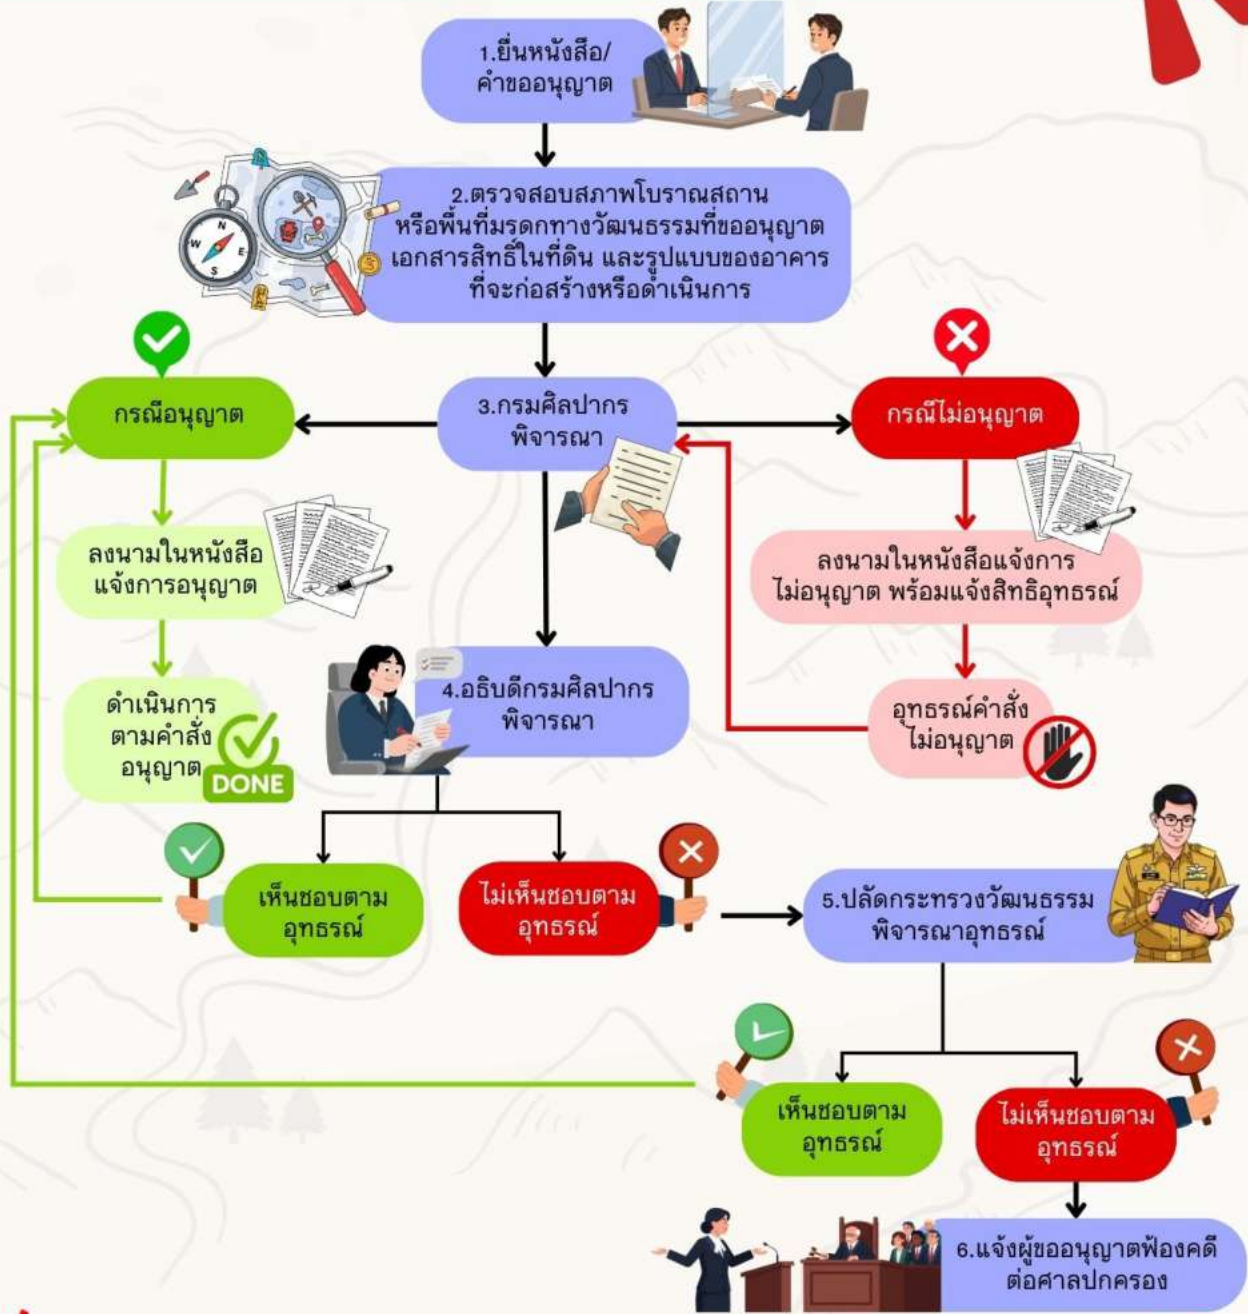 1.ยื่นหนังสือ/
คำขออนุญาต
2.ตรวจสอบสภาพโบราณสถาน
หรือพื้นที่มรดกทางวัฒนธรรมที่ขออนุญาต
เอกสารสิทธิ์ในที่ดิน และรูปแบบของอาคาร
ที่จะก่อสร้างหรือดำเนินการ
N
W
E
S
กรณีอนุญาต
3.กรมศิลปากร
พิจารณา
กรณีไม่อนุญาต
ลงนามในหนังสือ
แจ้งการอนุญาต
ลงนามในหนังสือแจ้งการ
ไม่อนุญาต พร้อมแจ้งสิทธิอุทธรณ์
ดำเนินการ
ตามคำสั่ง
อนุญาต
DONE
4.อธิบดีกรมศิลปากร
พิจารณา
อุทธรณ์คำสั่ง
ไม่อนุญาต
เห็นชอบตาม
อุทธรณ์
ไม่เห็นชอบตาม
อุทธรณ์
5.ปลัดกระทรวงวัฒนธรรม
พิจารณาอุทธรณ์
เห็นชอบตาม
อุทธรณ์
ไม่เห็นชอบตาม
อุทธรณ์
6.แจ้งผู้ขออนุญาตฟ้องคดี
ต่อศาลปกครอง